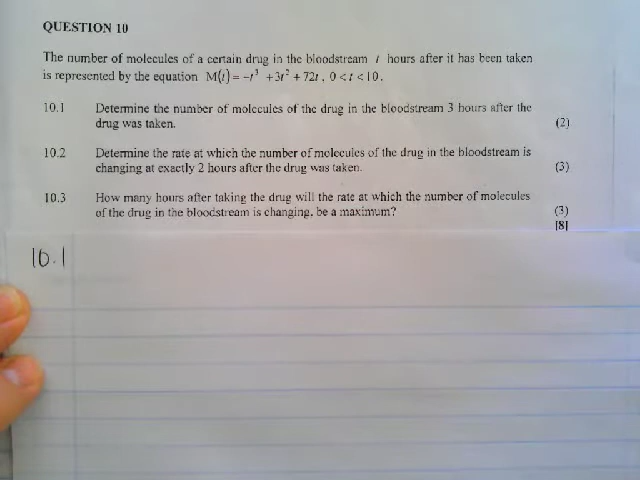 QUESTION 10
The number of molecules of a certain drug in the bloodstream t hours after it has been taken
is represented by the equation M(t) = -t³ + 3t² + 72t, 0 < t < 10.
10.1 Determine the number of molecules of the drug in the bloodstream 3 hours after the
drug was taken. (2)
10.2 Determine the rate at which the number of molecules of the drug in the bloodstream is
changing at exactly 2 hours after the drug was taken. (3)
10.3 How many hours after taking the drug will the rate at which the number of molecules
of the drug in the bloodstream is changing, be a maximum? (3)
[8]
10.1